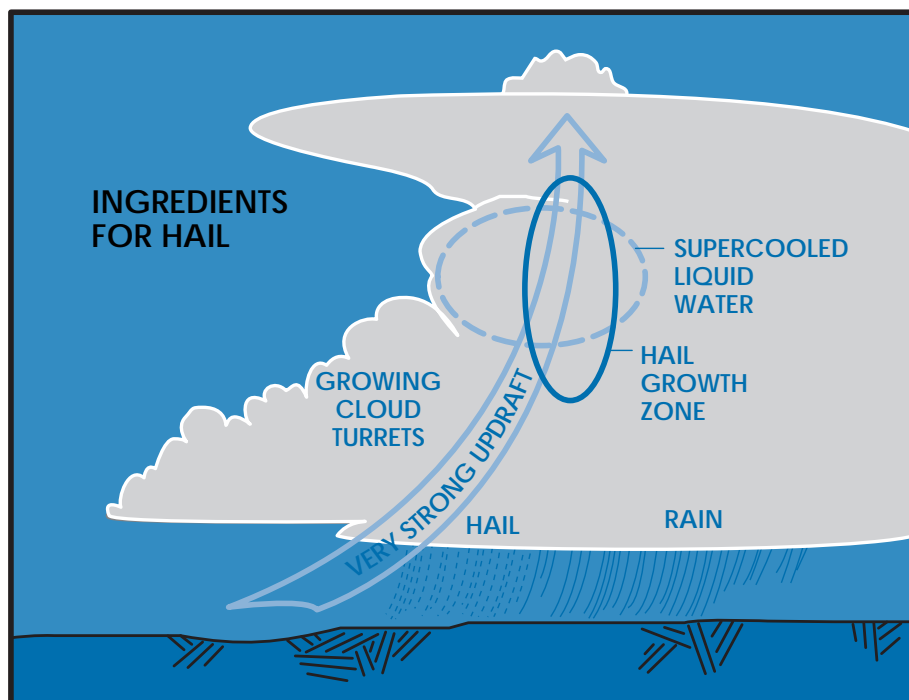 INGREDIENTS
FOR HAIL
SUPERCOOLED
LIQUID
WATER
HAIL
GROWTH
ZONE
GROWING
CLOUD
TURRETS
VERY STRONG UPDRAFT
HAIL
RAIN